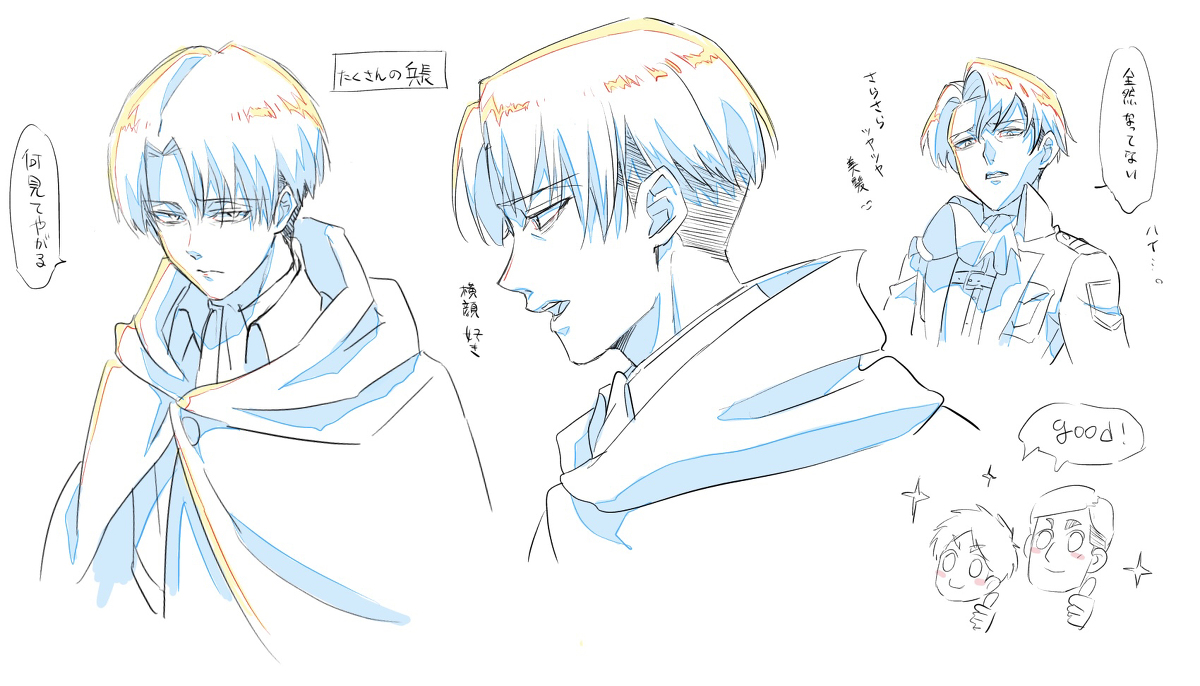 たくさんの兵長
何見てやがる
横顔好き
さらさら
ツヤツヤ
美髪
全然なってない
ハイ…。
good!